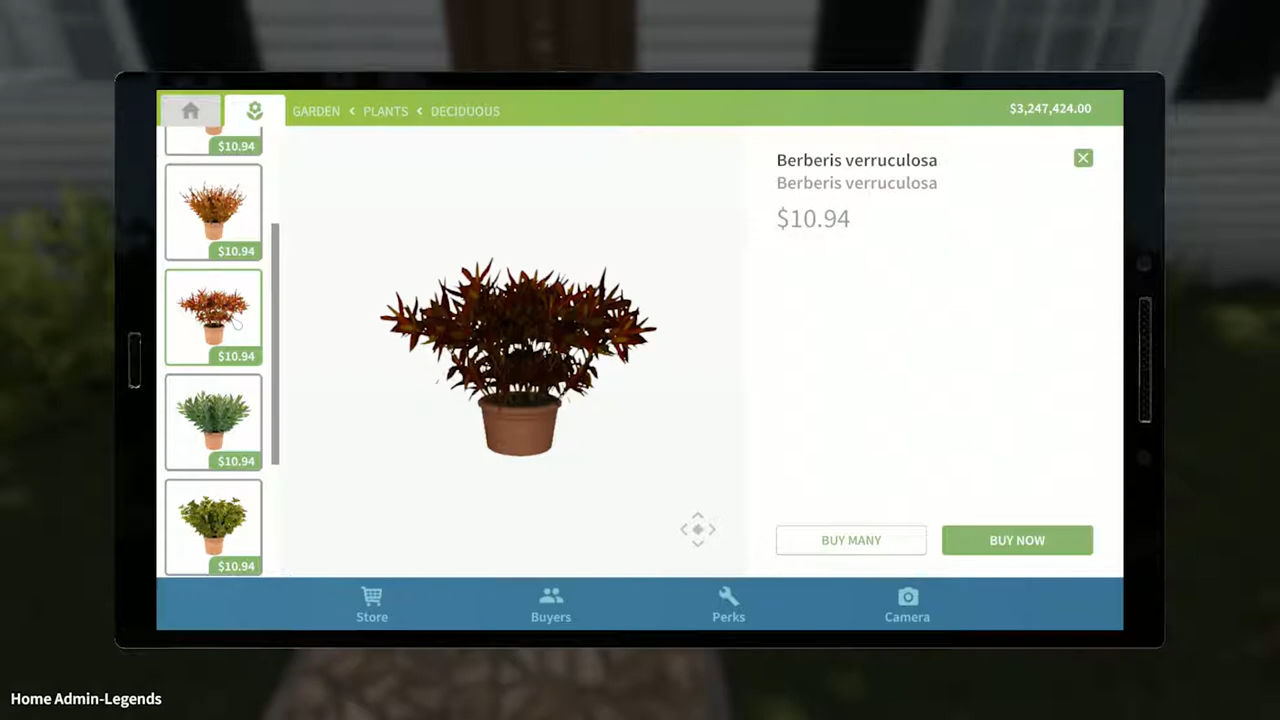 GARDEN < PLANTS < DECIDUOUS
$3,247,424.00
$10.94
$10.94
$10.94
$10.94
$10.94
Berberis verruculosa
Berberis verruculosa
$10.94
BUY MANY
BUY NOW
Store
Buyers
Perks
Camera
Home Admin-Legends